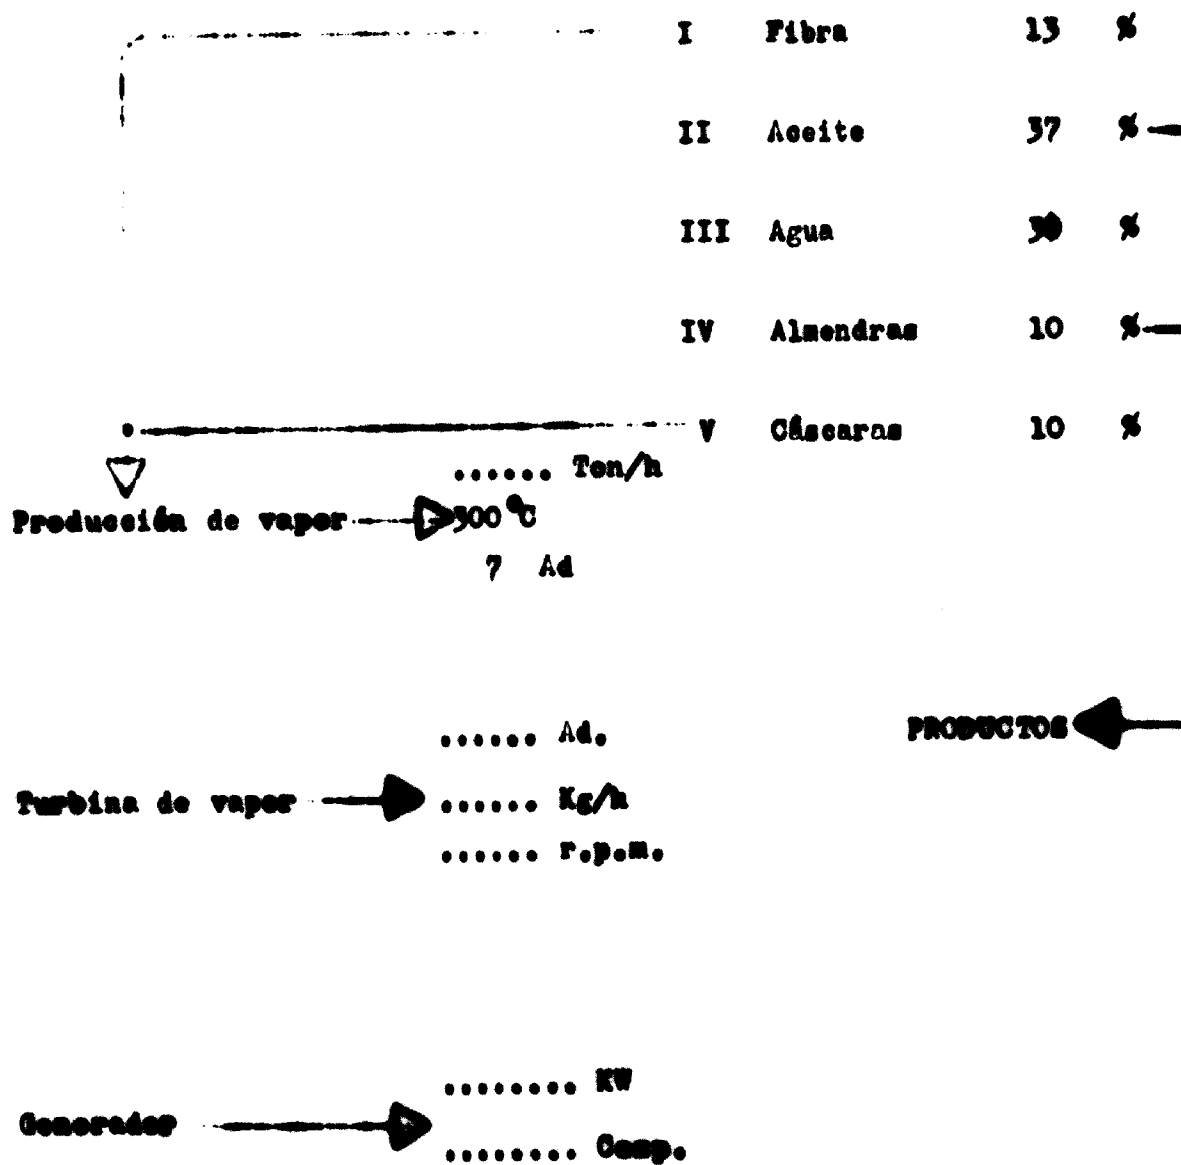 I Fibra 13 %
II Aceite 37 %
III Agua 30 %
IV Almendras 10 %
V Cáscaras 10 %
...... Ton/h
Producción de vapor 300 °C
7 Ad
...... Ad.
PRODUCTOS
Turbina de vapor ...... Kg/h
...... r.p.m.
........ KW
Generador
........ Comp.